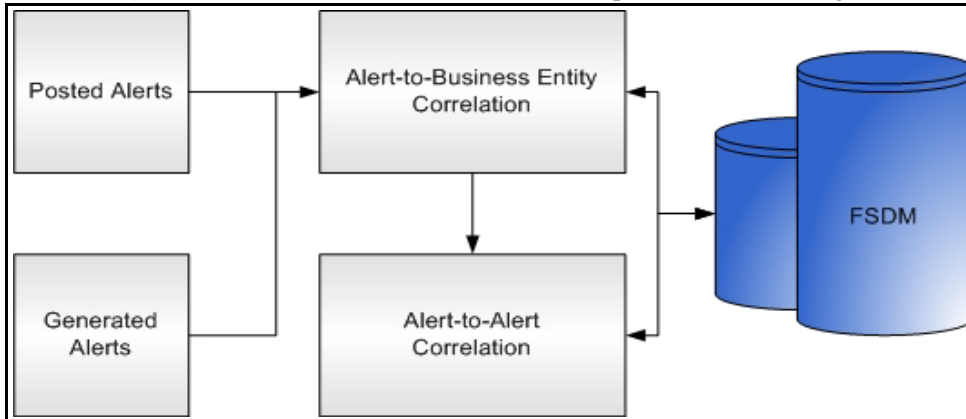 Posted Alerts
Alert-to-Business Entity
Correlation
FSDM
Generated
Alerts
Alert-to-Alert
Correlation